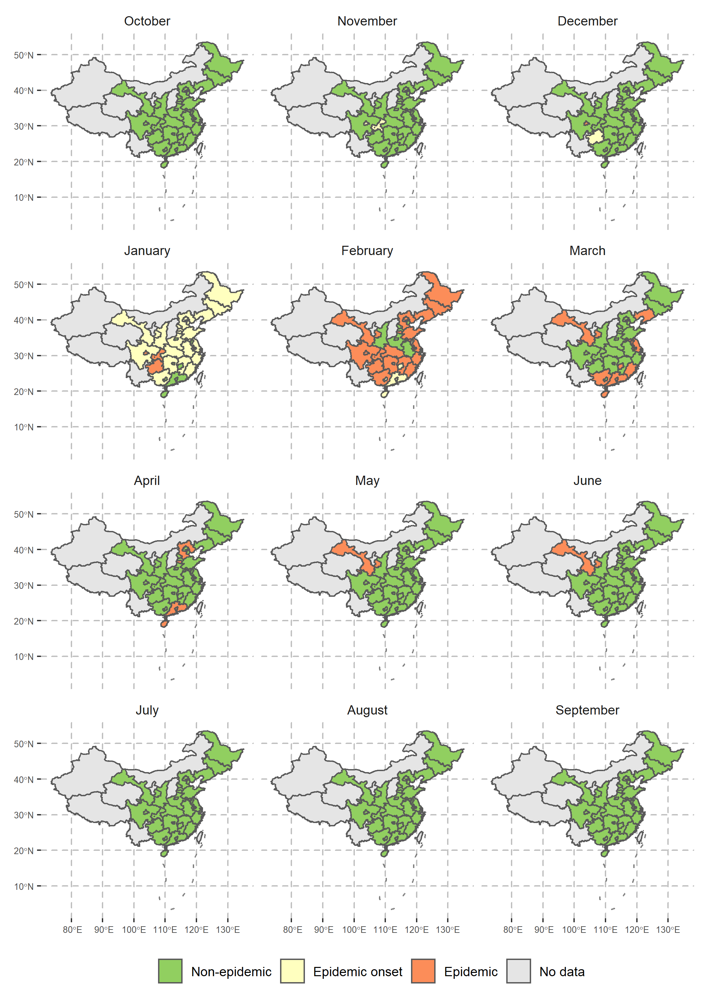 October November December
50°N
40°N
30°N
20°N
10°N
January February March
50°N
40°N
30°N
20°N
10°N
April May June
50°N
40°N
30°N
20°N
10°N
July August September
50°N
40°N
30°N
20°N
10°N
80°E 90°E 100°E 110°E 120°E 130°E 80°E 90°E 100°E 110°E 120°E 130°E 80°E 90°E 100°E 110°E 120°E 130°E
Non-epidemic Epidemic onset Epidemic No data